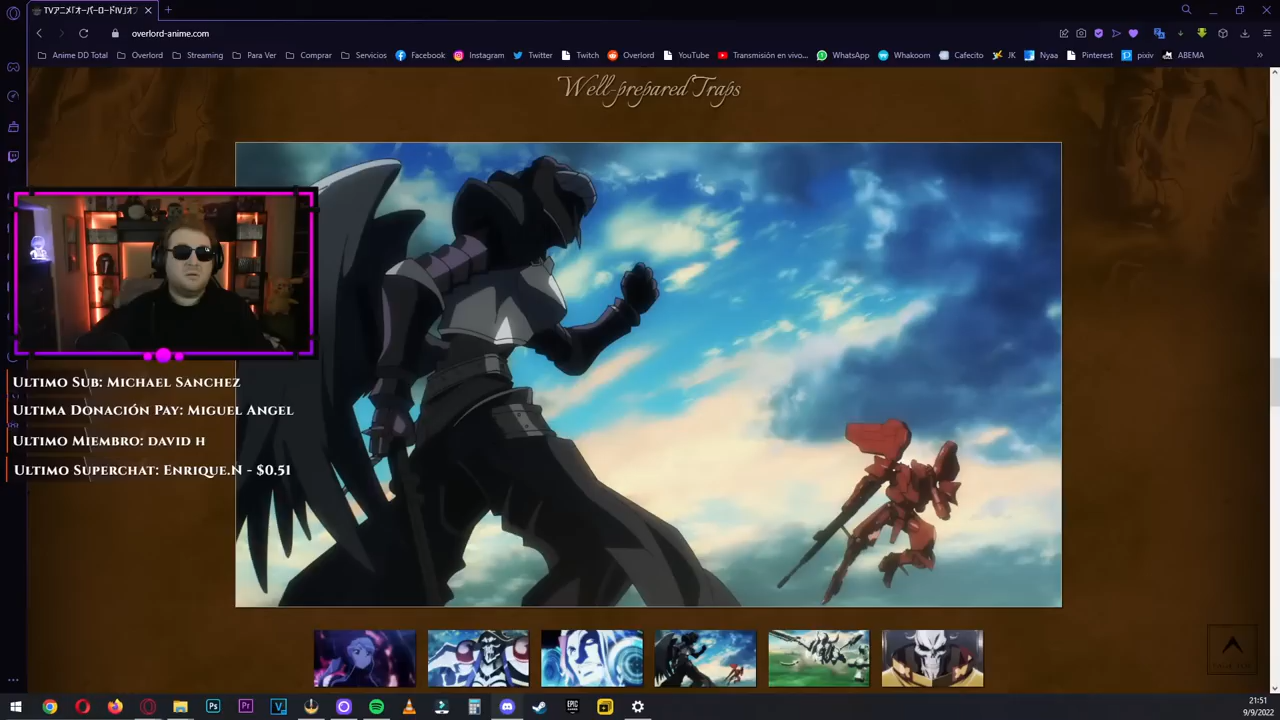 TVアニメ「オーバーロードIV」オフ
overlord-anime.com
Anime DD Total
Overlord
Streaming
Para Ver
Comprar
Servicios
Facebook
Instagram
Twitter
Twitch
Overlord
YouTube
Transmisión en vivo...
WhatsApp
Whakoom
Cafecito
JK
Nyaa
Pinterest
pixiv
ABEMA
Well-prepared Traps
Ultimo Sub: Michael Sanchez
Ultima Donación Pay: Miguel Angel
Ultimo Miembro: david h
Ultimo Superchat: Enrique.N - $0.51
21:51
9/9/2022